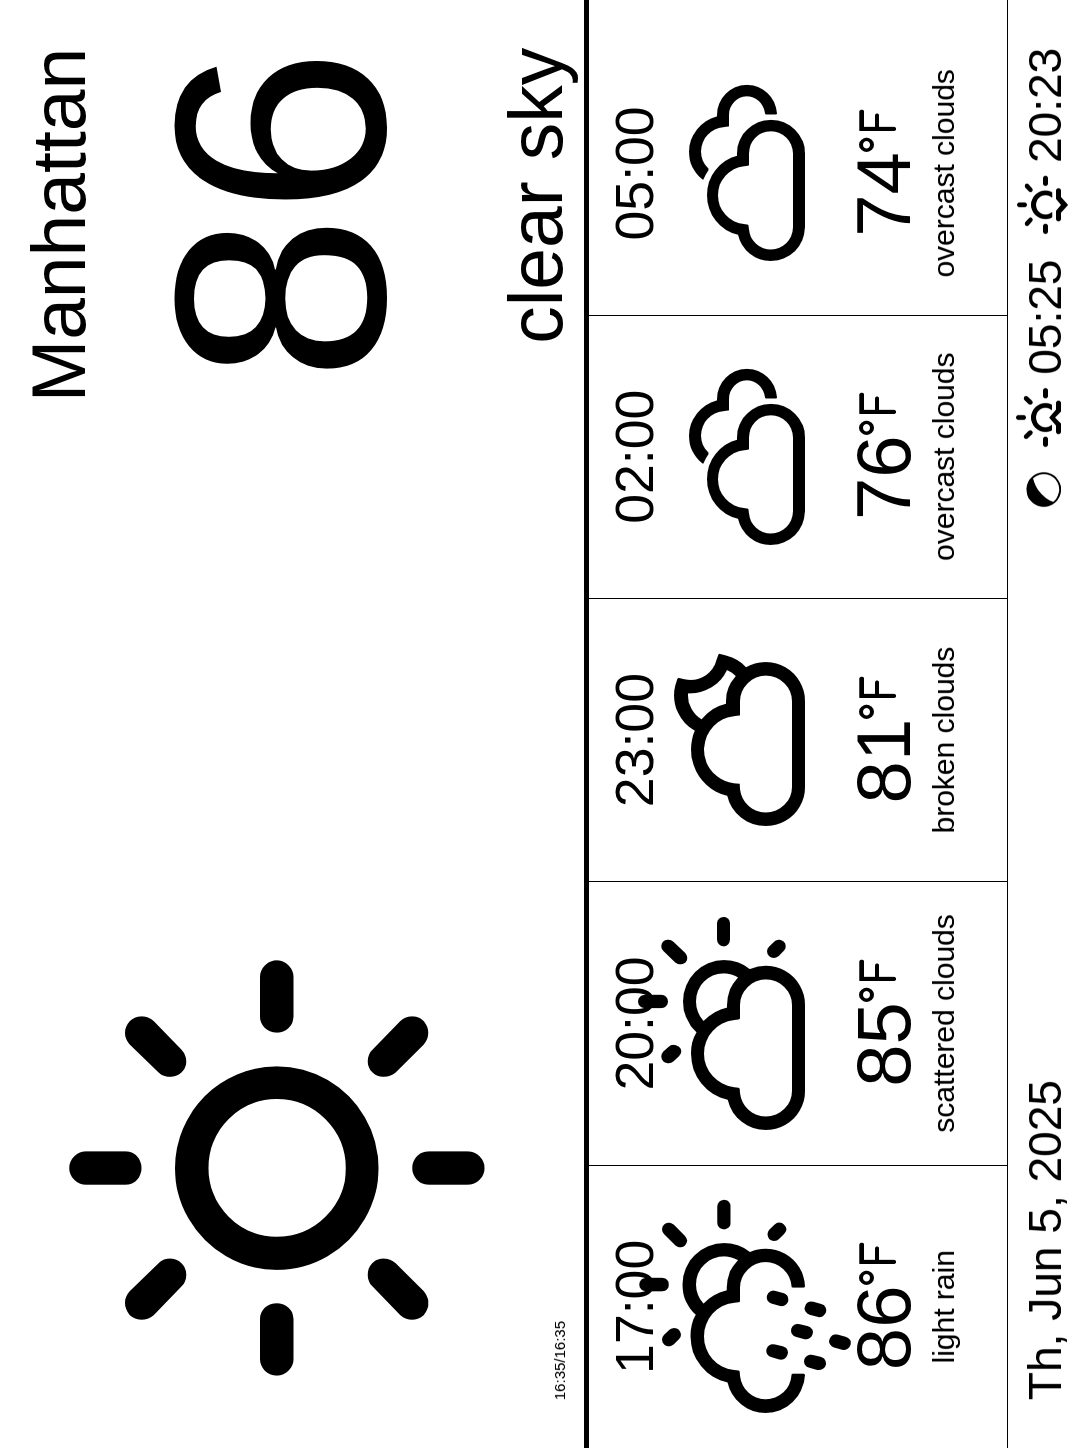 Manhattan
86
clear sky
16:35/16:35
17:00
86°F
light rain
20:00
85°F
scattered clouds
23:00
81°F
broken clouds
02:00
76°F
overcast clouds
05:00
74°F
overcast clouds
Th, Jun 5, 2025
05:25 20:23